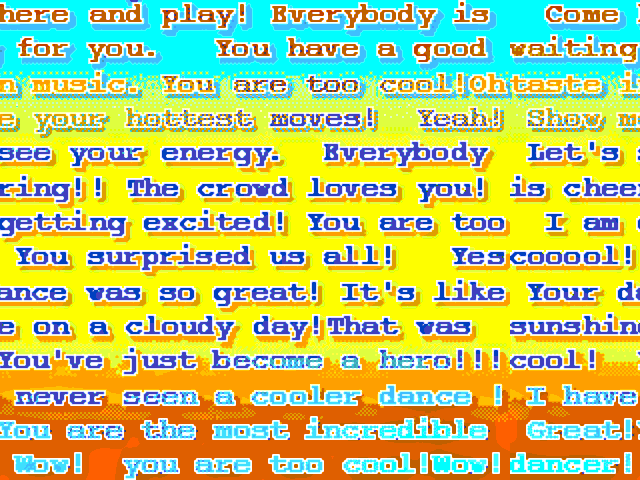 here and play! Everybody is Come
for you. You have a good waiting
n music. You are too cool!Ohtaste i
e your hottest moves! Yeah! Show m
see your energy. Everybody Let's s
ring!! The crowd loves you! is chee
getting excited! You are too I am
You surprised us all! Yescooool!
ance was so great! It's like Your da
e on a cloudy day!That was sunshin
You've just become a hero!!!cool!
never seen a cooler dance ! I have
You are the most incredible Great!
Wow! you are too cool!Wow!dancer!